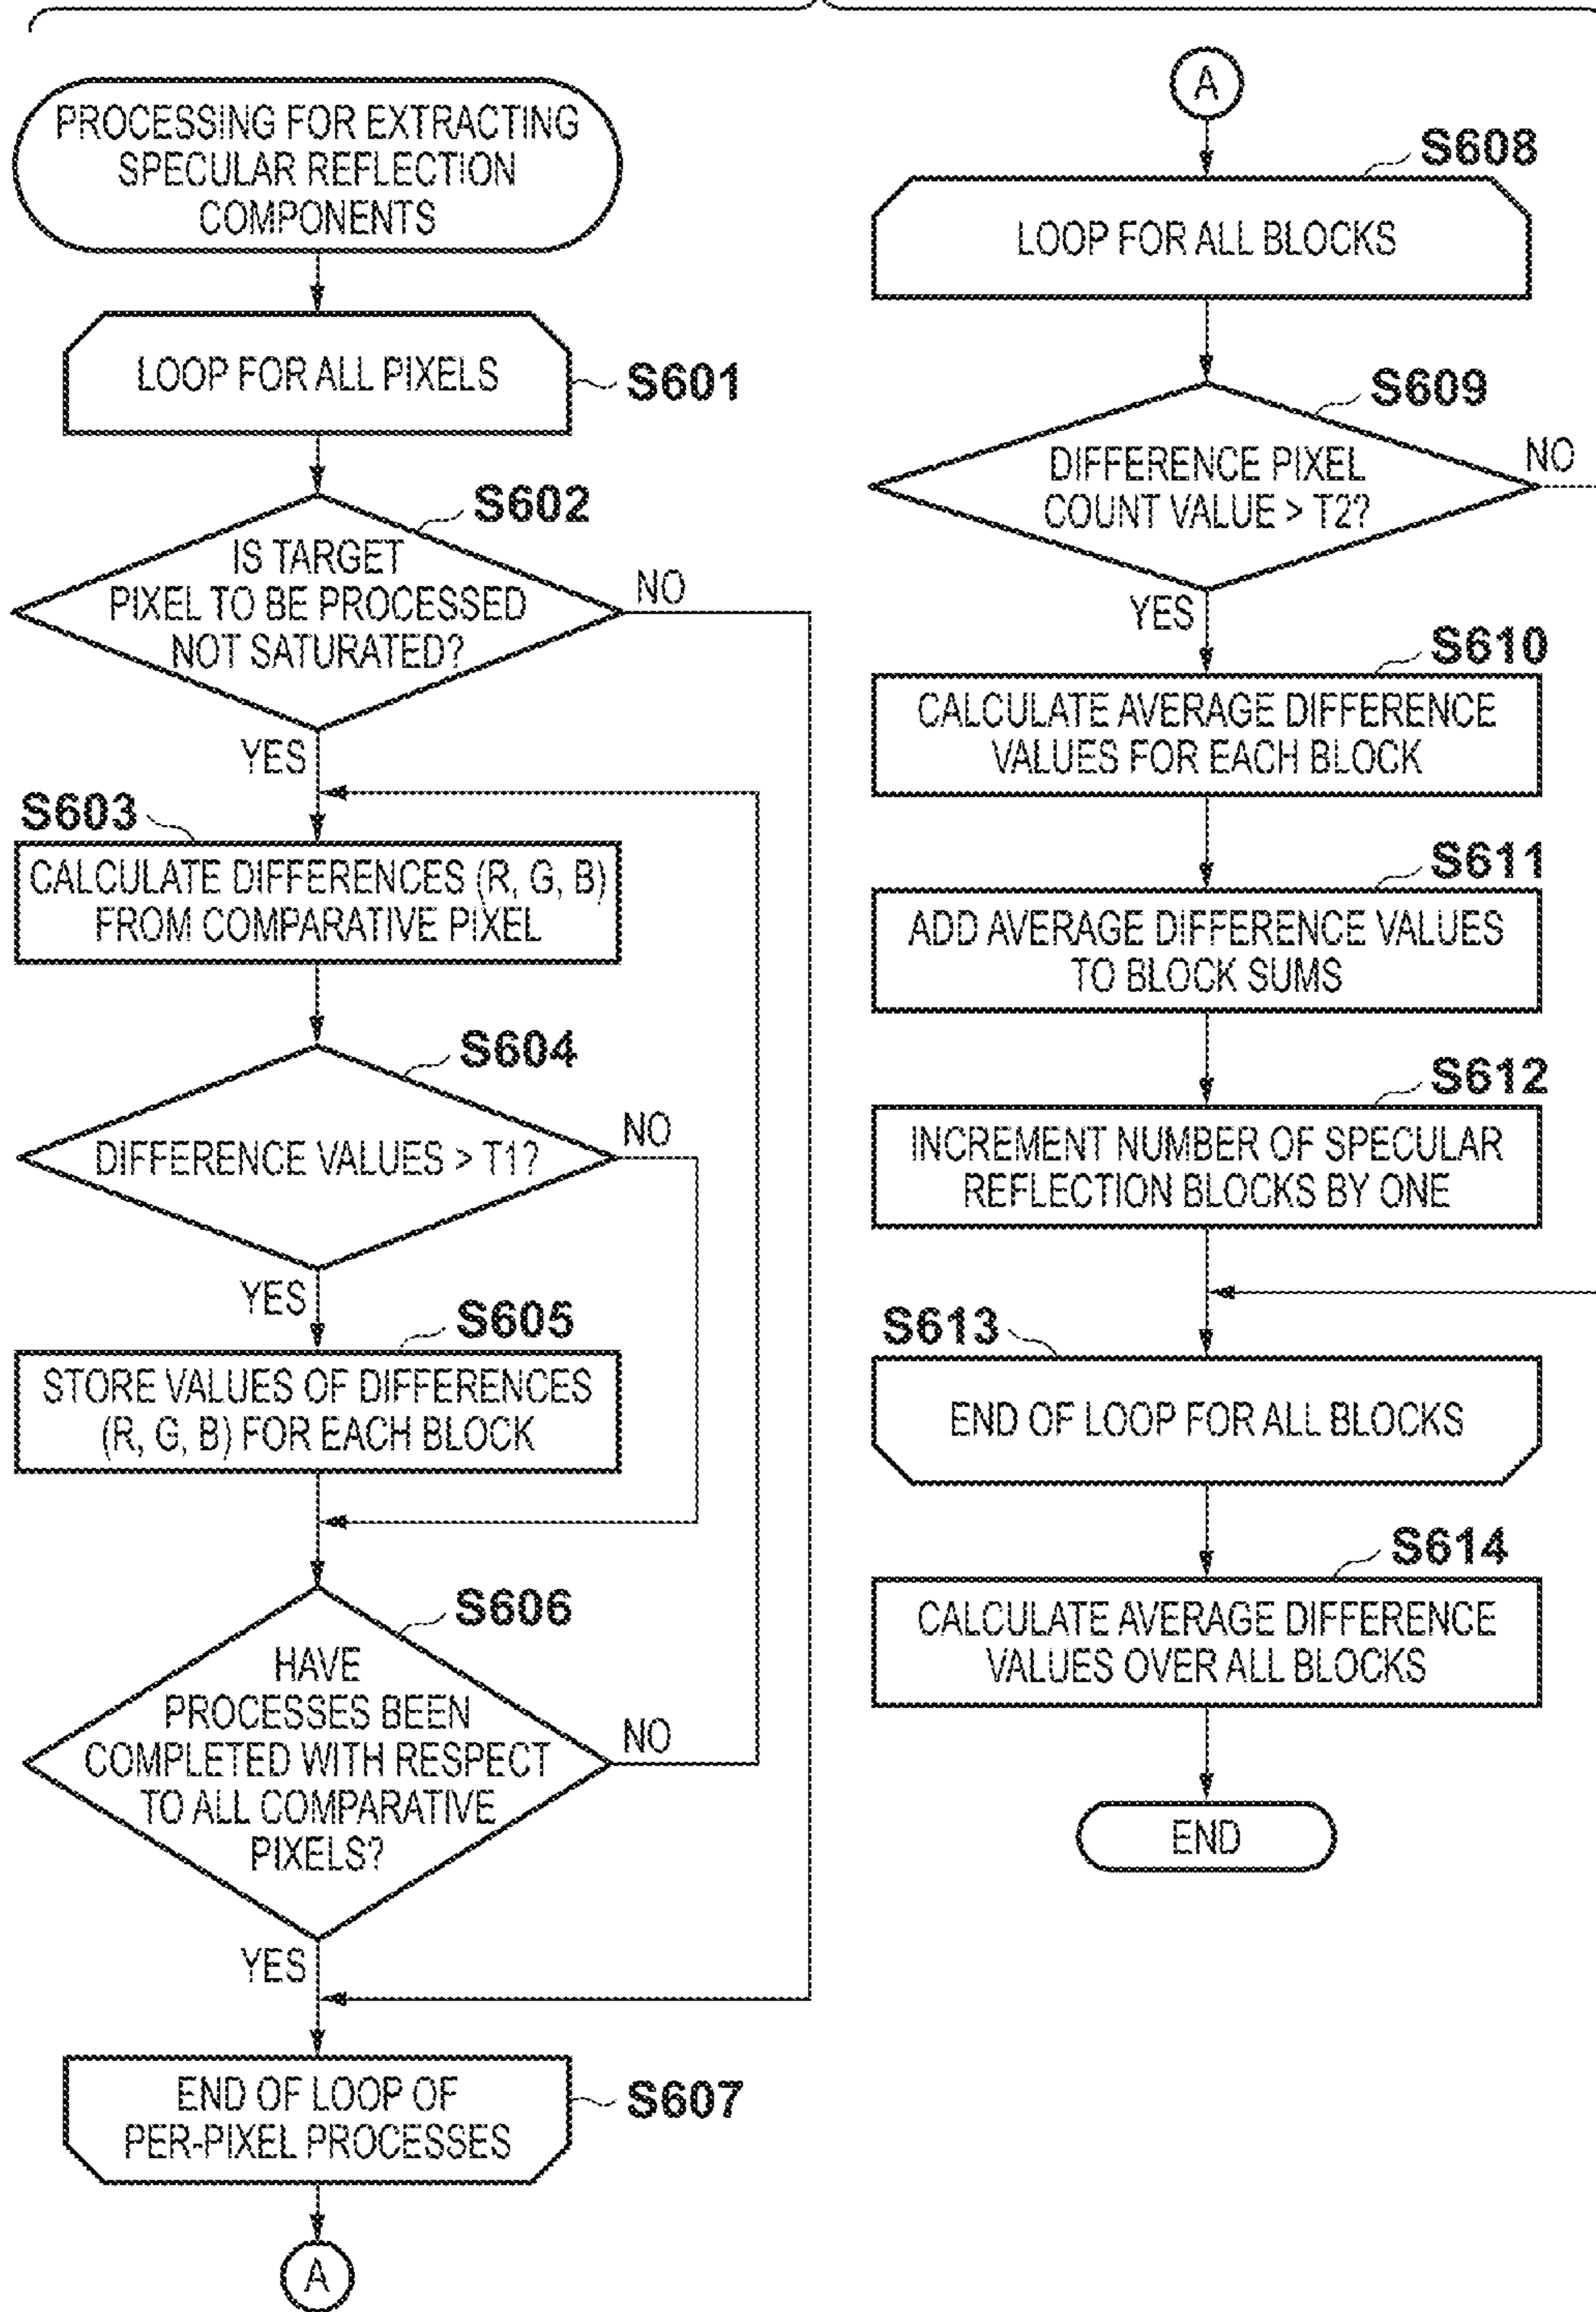 PROCESSING FOR EXTRACTING
SPECULAR REFLECTION
COMPONENTS
LOOP FOR ALL PIXELS
S601
S602
IS TARGET
PIXEL TO BE PROCESSED
NOT SATURATED?
NO
YES
S603
CALCULATE DIFFERENCES (R, G, B)
FROM COMPARATIVE PIXEL
S604
DIFFERENCE VALUES > T1?
NO
YES
S605
STORE VALUES OF DIFFERENCES
(R, G, B) FOR EACH BLOCK
S606
HAVE
PROCESSES BEEN
COMPLETED WITH RESPECT
TO ALL COMPARATIVE
PIXELS?
NO
YES
END OF LOOP OF
PER-PIXEL PROCESSES
S607
A
A
S608
LOOP FOR ALL BLOCKS
S609
DIFFERENCE PIXEL
COUNT VALUE > T2?
NO
YES
S610
CALCULATE AVERAGE DIFFERENCE
VALUES FOR EACH BLOCK
S611
ADD AVERAGE DIFFERENCE VALUES
TO BLOCK SUMS
S612
INCREMENT NUMBER OF SPECULAR
REFLECTION BLOCKS BY ONE
S613
END OF LOOP FOR ALL BLOCKS
S614
CALCULATE AVERAGE DIFFERENCE
VALUES OVER ALL BLOCKS
END